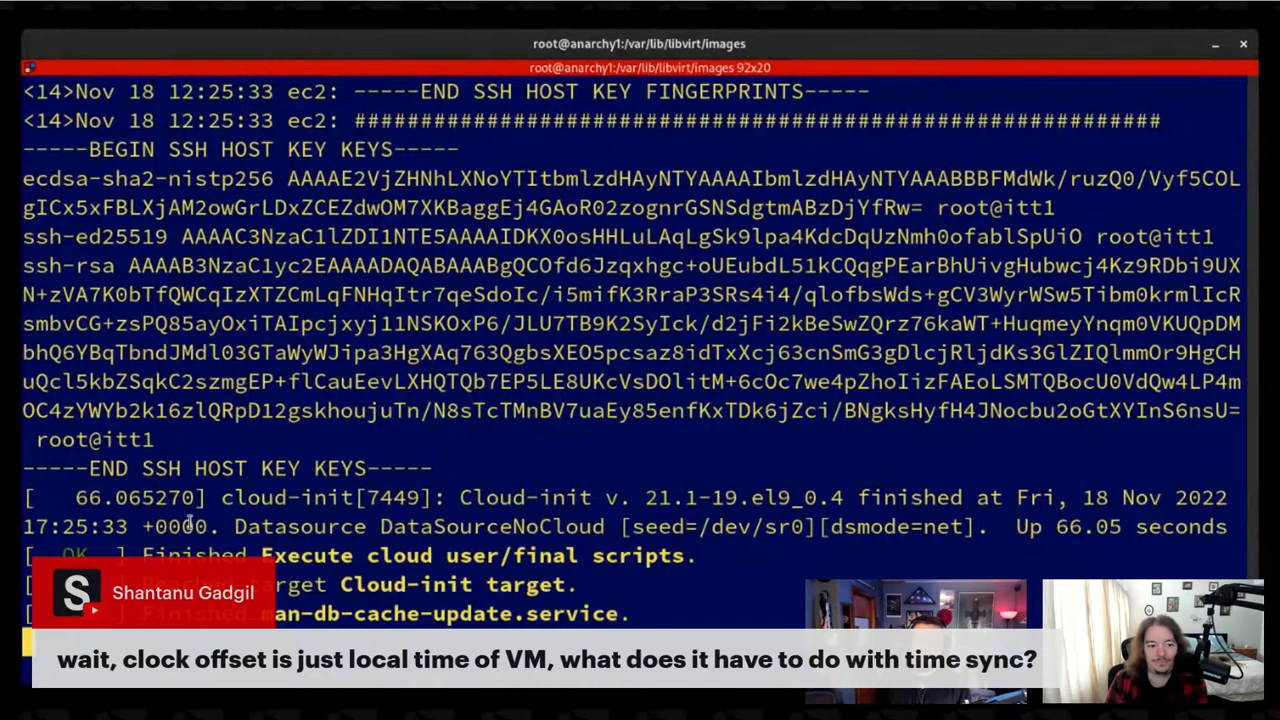 root@anarchy1:/var/lib/libvirt/images
root@anarchy1:/var/lib/libvirt/images 92x20
<14>Nov 18 12:25:33 ec2: -----END SSH HOST KEY FINGERPRINTS-----
<14>Nov 18 12:25:33 ec2: #############################################################
-----BEGIN SSH HOST KEY KEYS-----
ecdsa-sha2-nistp256 AAAAE2VjZHNhLXNoYTItbmlzdHAyNTYAAAAIbmlzdHAyNTYAAABBBFMdWk/ruzQ0/Vyf5COL
gICx5xFBLXjAM2owGrLDxZCEZdwOM7XKBaggEj4GAoR02zognrGSNSdgtmABzDjYfRw= root@itt1
ssh-ed25519 AAAAC3NzaC1lZDI1NTE5AAAAIDKX0osHHLuLAqLgSk9lpa4KdcDqUzNmh0ofablSpUiO root@itt1
ssh-rsa AAAAB3NzaC1yc2EAAAADAQABAAABgQCOfd6Jzqxhgc+oUEubdL51kCQqgPEarBhUivgHubwcj4Kz9RDbi9UX
N+zVA7K0bTfQWCqIzXTZCmLqFNHqItr7qeSdoIc/i5mifK3RraP3SRs4i4/qlofbsWds+gCV3WyrWSw5Tibm0krmlIcR
smbvCG+zsPQ85ayOxiTAIpcjxyj11NSKOxP6/JLU7TB9K2SyIck/d2jFi2kBeSwZQrz76kaWT+HuqmeyYnqm0VKUQpDM
bhQ6YBqTbndJMdl03GTaWyWJipa3HgXAq763QgbsXEO5pcsaz8idTxXcj63cnSmG3gDlcjRljdKs3GlZIQlmmOr9HgCH
uQcl5kbZSqkC2szmgEP+flCauEevLXHQTQb7EP5LE8UKcVsDOlitM+6cOc7we4pZhoIizFAEoLSMTQBocU0VdQw4LP4m
OC4zYWYb2k16zlQRpD12gskhoujuTn/N8sTcTMnBV7uaEy85enfKxTDk6jZci/BNgksHyfH4JNocbu2oGtXYInS6nsU=
root@itt1
-----END SSH HOST KEY KEYS-----
[   66.065270] cloud-init[7449]: Cloud-init v. 21.1-19.el9_0.4 finished at Fri, 18 Nov 2022
17:25:33 +0000. Datasource DataSourceNoCloud [seed=/dev/sr0][dsmode=net].  Up 66.05 seconds
[  OK  ] Finished Execute cloud user/final scripts.
[ target Cloud-init target.
[ man-db-cache-update.service.
S Shantanu Gadgil
wait, clock offset is just local time of VM, what does it have to do with time sync?